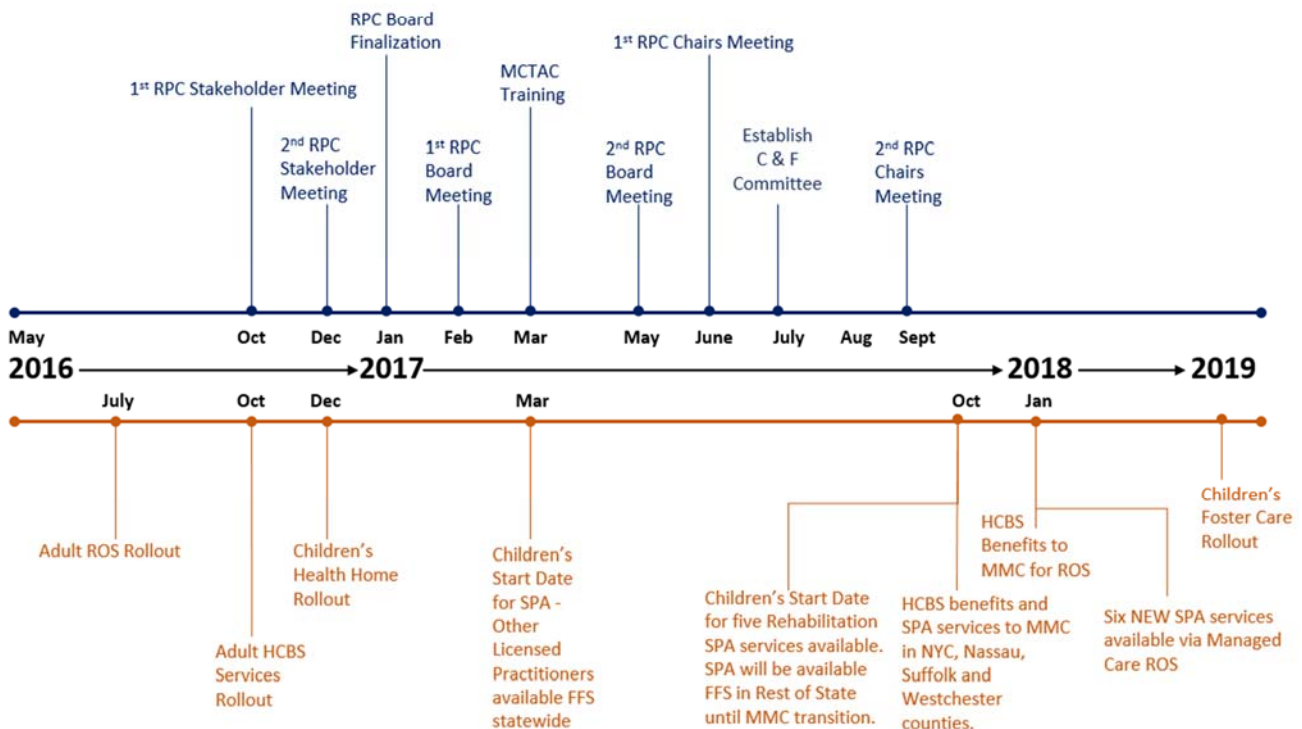 RPC Board
Finalization
1st RPC Chairs Meeting
1st RPC Stakeholder Meeting
MCTAC
Training
2nd RPC
Stakeholder
Meeting
1st RPC
Board
Meeting
2nd RPC
Board
Meeting
Establish
C & F
Committee
2nd RPC
Chairs
Meeting
May Oct Dec Jan Feb Mar May June July Aug Sept
2016 2017 2018 2019
July Oct Dec Mar Oct Jan
Adult ROS Rollout
Adult HCBS
Services
Rollout
Children's
Health Home
Rollout
Children's
Start Date
for SPA -
Other
Licensed
Practitioners
available FFS
statewide
Children's Start Date
for five Rehabilitation
SPA services available.
SPA will be available
FFS in Rest of State
until MMC transition.
HCBS benefits and
SPA services to MMC
in NYC, Nassau,
Suffolk and
Westchester
counties.
HCBS
Benefits to
MMC for ROS
Six NEW SPA services
available via Managed
Care ROS
Children's
Foster Care
Rollout